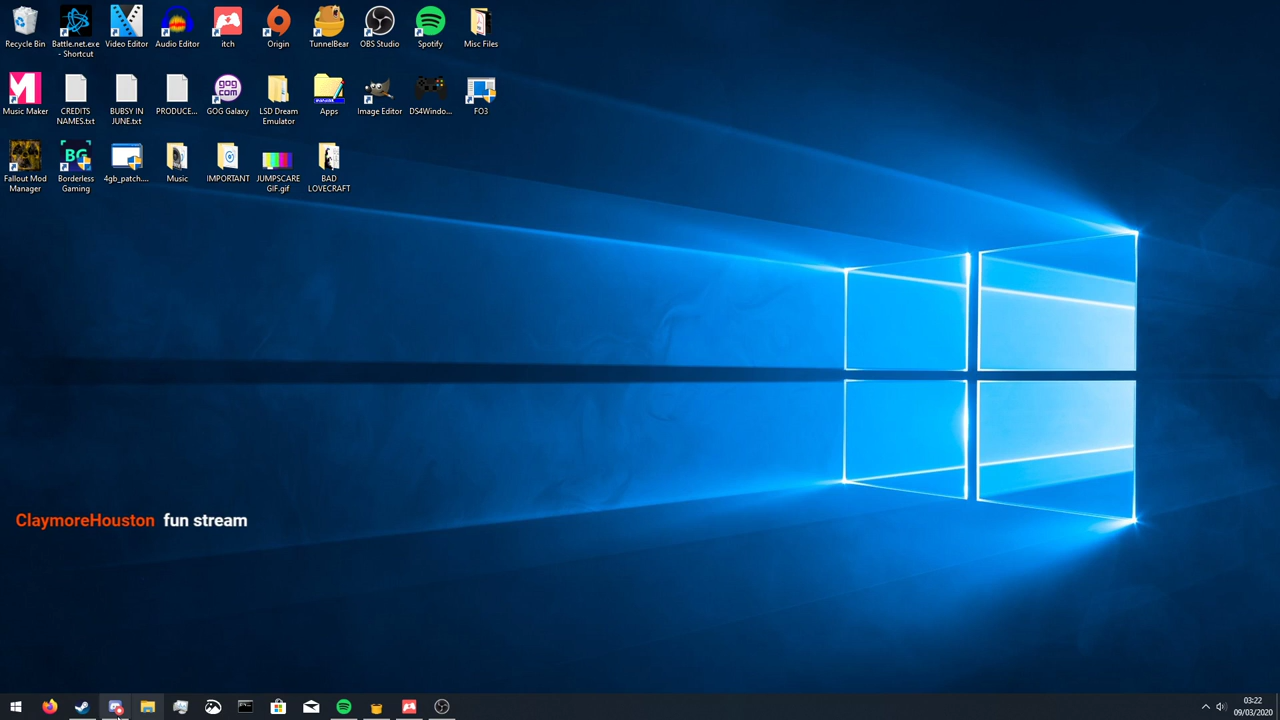 Recycle Bin
Battle.net.exe - Shortcut
Video Editor
Audio Editor
itch
Origin
TunnelBear
OBS Studio
Spotify
Misc Files
Music Maker
CREDITS NAMES.txt
BUBSY IN JUNE.txt
PRODUCE...
GOG COM
GOG Galaxy
LSD Dream Emulator
Apps
Image Editor
DS4Windo...
FO3
Fallout Mod Manager
BG
Borderless Gaming
4gb_patch....
Music
IMPORTANT
JUMPSCARE GIF.gif
BAD LOVECRAFT
ClaymoreHouston fun stream
03:22
09/03/2020